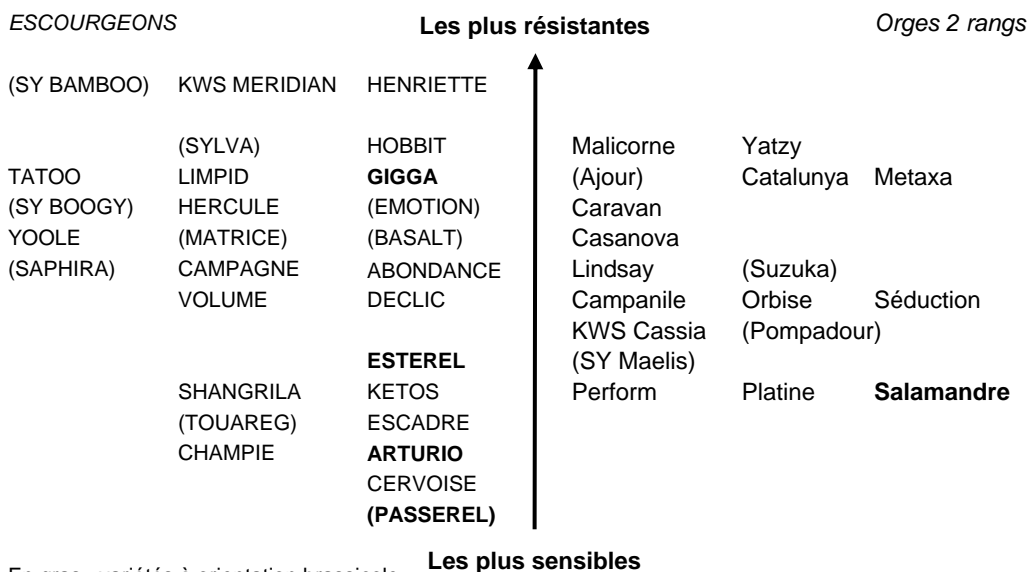 ESCOURGEONS Les plus résistantes Orges 2 rangs
(SY BAMBOO) KWS MERIDIAN HENRIETTE
(SYLVA) HOBBIT Malicorne Yatzy
TATOO LIMPID GIGGA (Ajour) Catalunya Metaxa
(SY BOOGY) HERCULE (EMOTION) Caravan
YOOLE (MATRICE) (BASALT) Casanova
(SAPHIRA) CAMPAGNE ABONDANCE Lindsay (Suzuka)
VOLUME DECLIC Campanile Orbise Séduction
KWS Cassia (Pompadour)
ESTEREL (SY Maelis)
SHANGRILA KETOS Perform Platine Salamandre
(TOUAREG) ESCADRE
CHAMPIE ARTURIO
CERVOISE
(PASSEREL)
Les plus sensibles